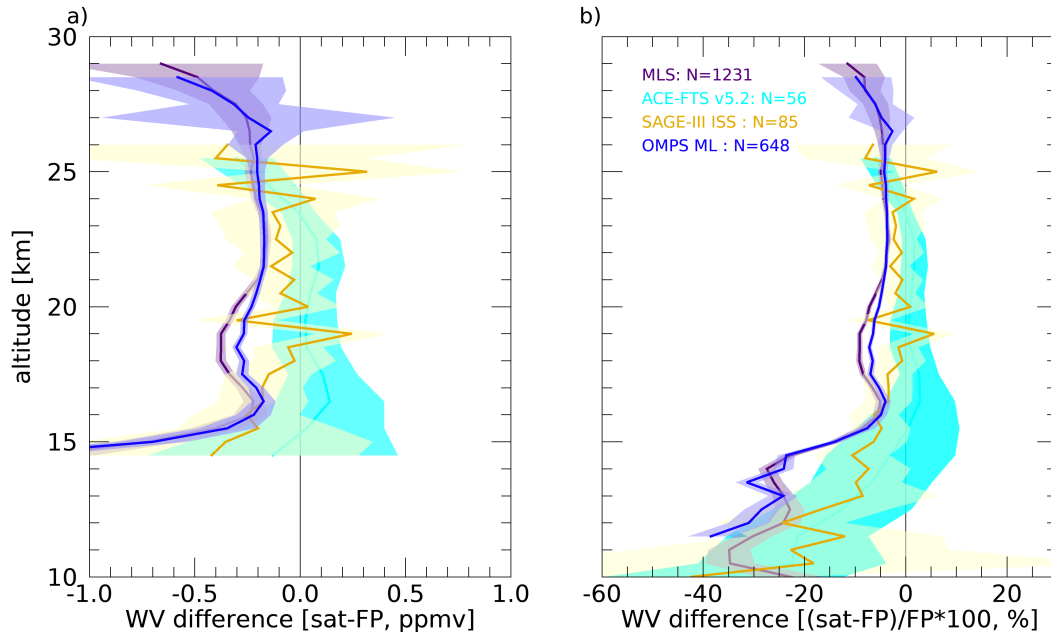 a)
b)
30
25
20
15
10
altitude [km]
-1.0 -0.5 0.0 0.5 1.0
WV difference [sat-FP, ppmv]
MLS: N=1231
ACE-FTS v5.2: N=56
SAGE-III ISS : N=85
OMPS ML : N=648
-60 -40 -20 0 20
WV difference [(sat-FP)/FP*100, %]